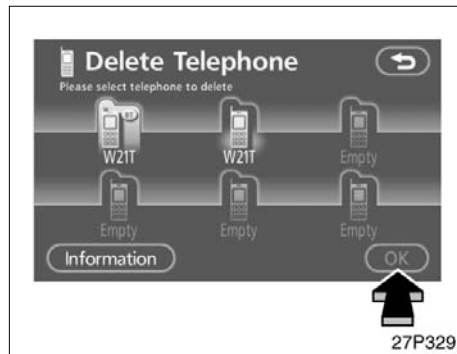 Delete Telephone
Please select telephone to delete
BT
W21T W21T Empty
Empty Empty Empty
Information OK
27P329